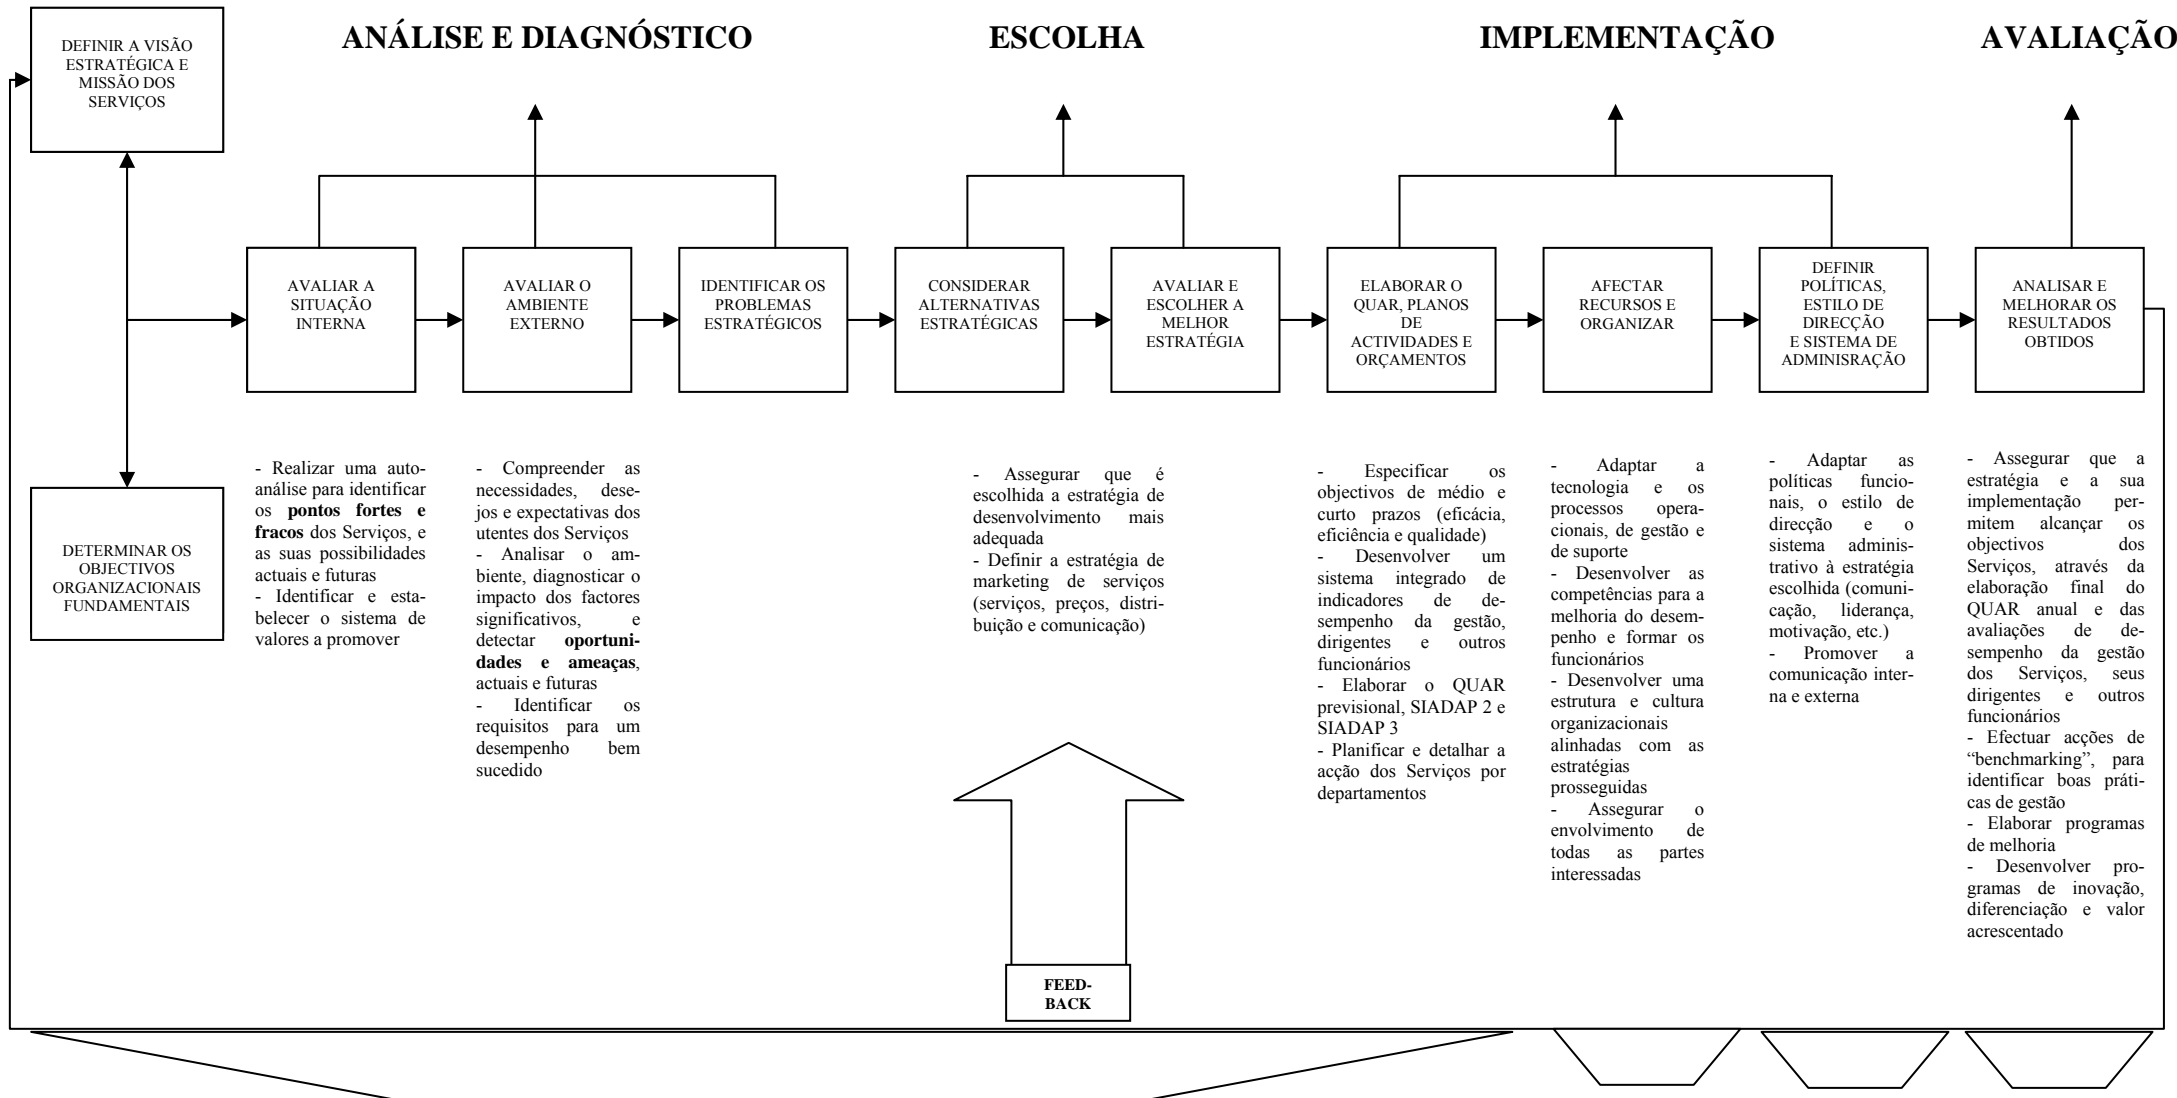 DEFINIR A VISÃO
ESTRATÉGICA E
MISSÃO DOS
SERVIÇOS
ANÁLISE E DIAGNÓSTICO
ESCOLHA
IMPLEMENTAÇÃO
AVALIAÇÃO
AVALIAR A
SITUAÇÃO
INTERNA
AVALIAR O
AMBIENTE
EXTERNO
IDENTIFICAR OS
PROBLEMAS
ESTRATÉGICOS
CONSIDERAR
ALTERNATIVAS
ESTRATÉGICAS
AVALIAR E
ESCOLHER A
MELHOR
ESTRATÉGIA
ELABORAR O
QUAR, PLANOS
DE
ACTIVIDADES E
ORÇAMENTOS
AFECTAR
RECURSOS E
ORGANIZAR
DEFINIR
POLÍTICAS,
ESTILO DE
DIRECÇÃO
E SISTEMA DE
ADMINISRAÇÃO
ANALISAR E
MELHORAR OS
RESULTADOS
OBTIDOS
DETERMINAR OS
OBJECTIVOS
ORGANIZACIONAIS
FUNDAMENTAIS
- Realizar uma auto-
análise para identificar
os pontos fortes e
fracos dos Serviços, e
as suas possibilidades
actuais e futuras
- Identificar e esta-
belecer o sistema de
valores a promover
- Compreender as
necessidades, dese-
jos e expectativas dos
utentes dos Serviços
- Analisar o am-
biente, diagnosticar o
impacto dos factores
significativos, e
detectar oportuni-
dades e ameaças,
actuais e futuras
- Identificar os
requisitos para um
desempenho bem
sucedido
- Assegurar que é
escolhida a estratégia de
desenvolvimento mais
adequada
- Definir a estratégia de
marketing de serviços
(serviços, preços, distri-
buição e comunicação)
- Especificar os
objectivos de médio e
curto prazos (eficácia,
eficiência e qualidade)
- Desenvolver um
sistema integrado de
indicadores de de-
sempenho da gestão,
dirigentes e outros
funcionários
- Elaborar o QUAR
previsional, SIADAP 2 e
SIADAP 3
- Planificar e detalhar a
acção dos Serviços por
departamentos
- Adaptar a
tecnologia e os
processos opera-
cionais, de gestão e
de suporte
- Desenvolver as
competências para a
melhoria do desem-
penho e formar os
funcionários
- Desenvolver uma
estrutura e cultura
organizacionais
alinhadas com as
estratégias
prosseguidas
- Assegurar o
envolvimento de
todas as partes
interessadas
- Adaptar as
políticas funcio-
nais, o estilo de
direcção e o
sistema adminis-
trativo à estratégia
escolhida (comuni-
cação, liderança,
motivação, etc.)
- Promover a
comunicação inter-
na e externa
- Assegurar que a
estratégia e a sua
implementação per-
mitem alcançar os
objectivos dos
Serviços, através da
elaboração final do
QUAR anual e das
avaliações de de-
sempenho da gestão
dos Serviços, seus
dirigentes e outros
funcionários
- Efectuar acções de
“benchmarking”, para
identificar boas práti-
cas de gestão
- Elaborar programas
de melhoria
- Desenvolver pro-
gramas de inovação,
diferenciação e valor
acrescentado
FEED-
BACK